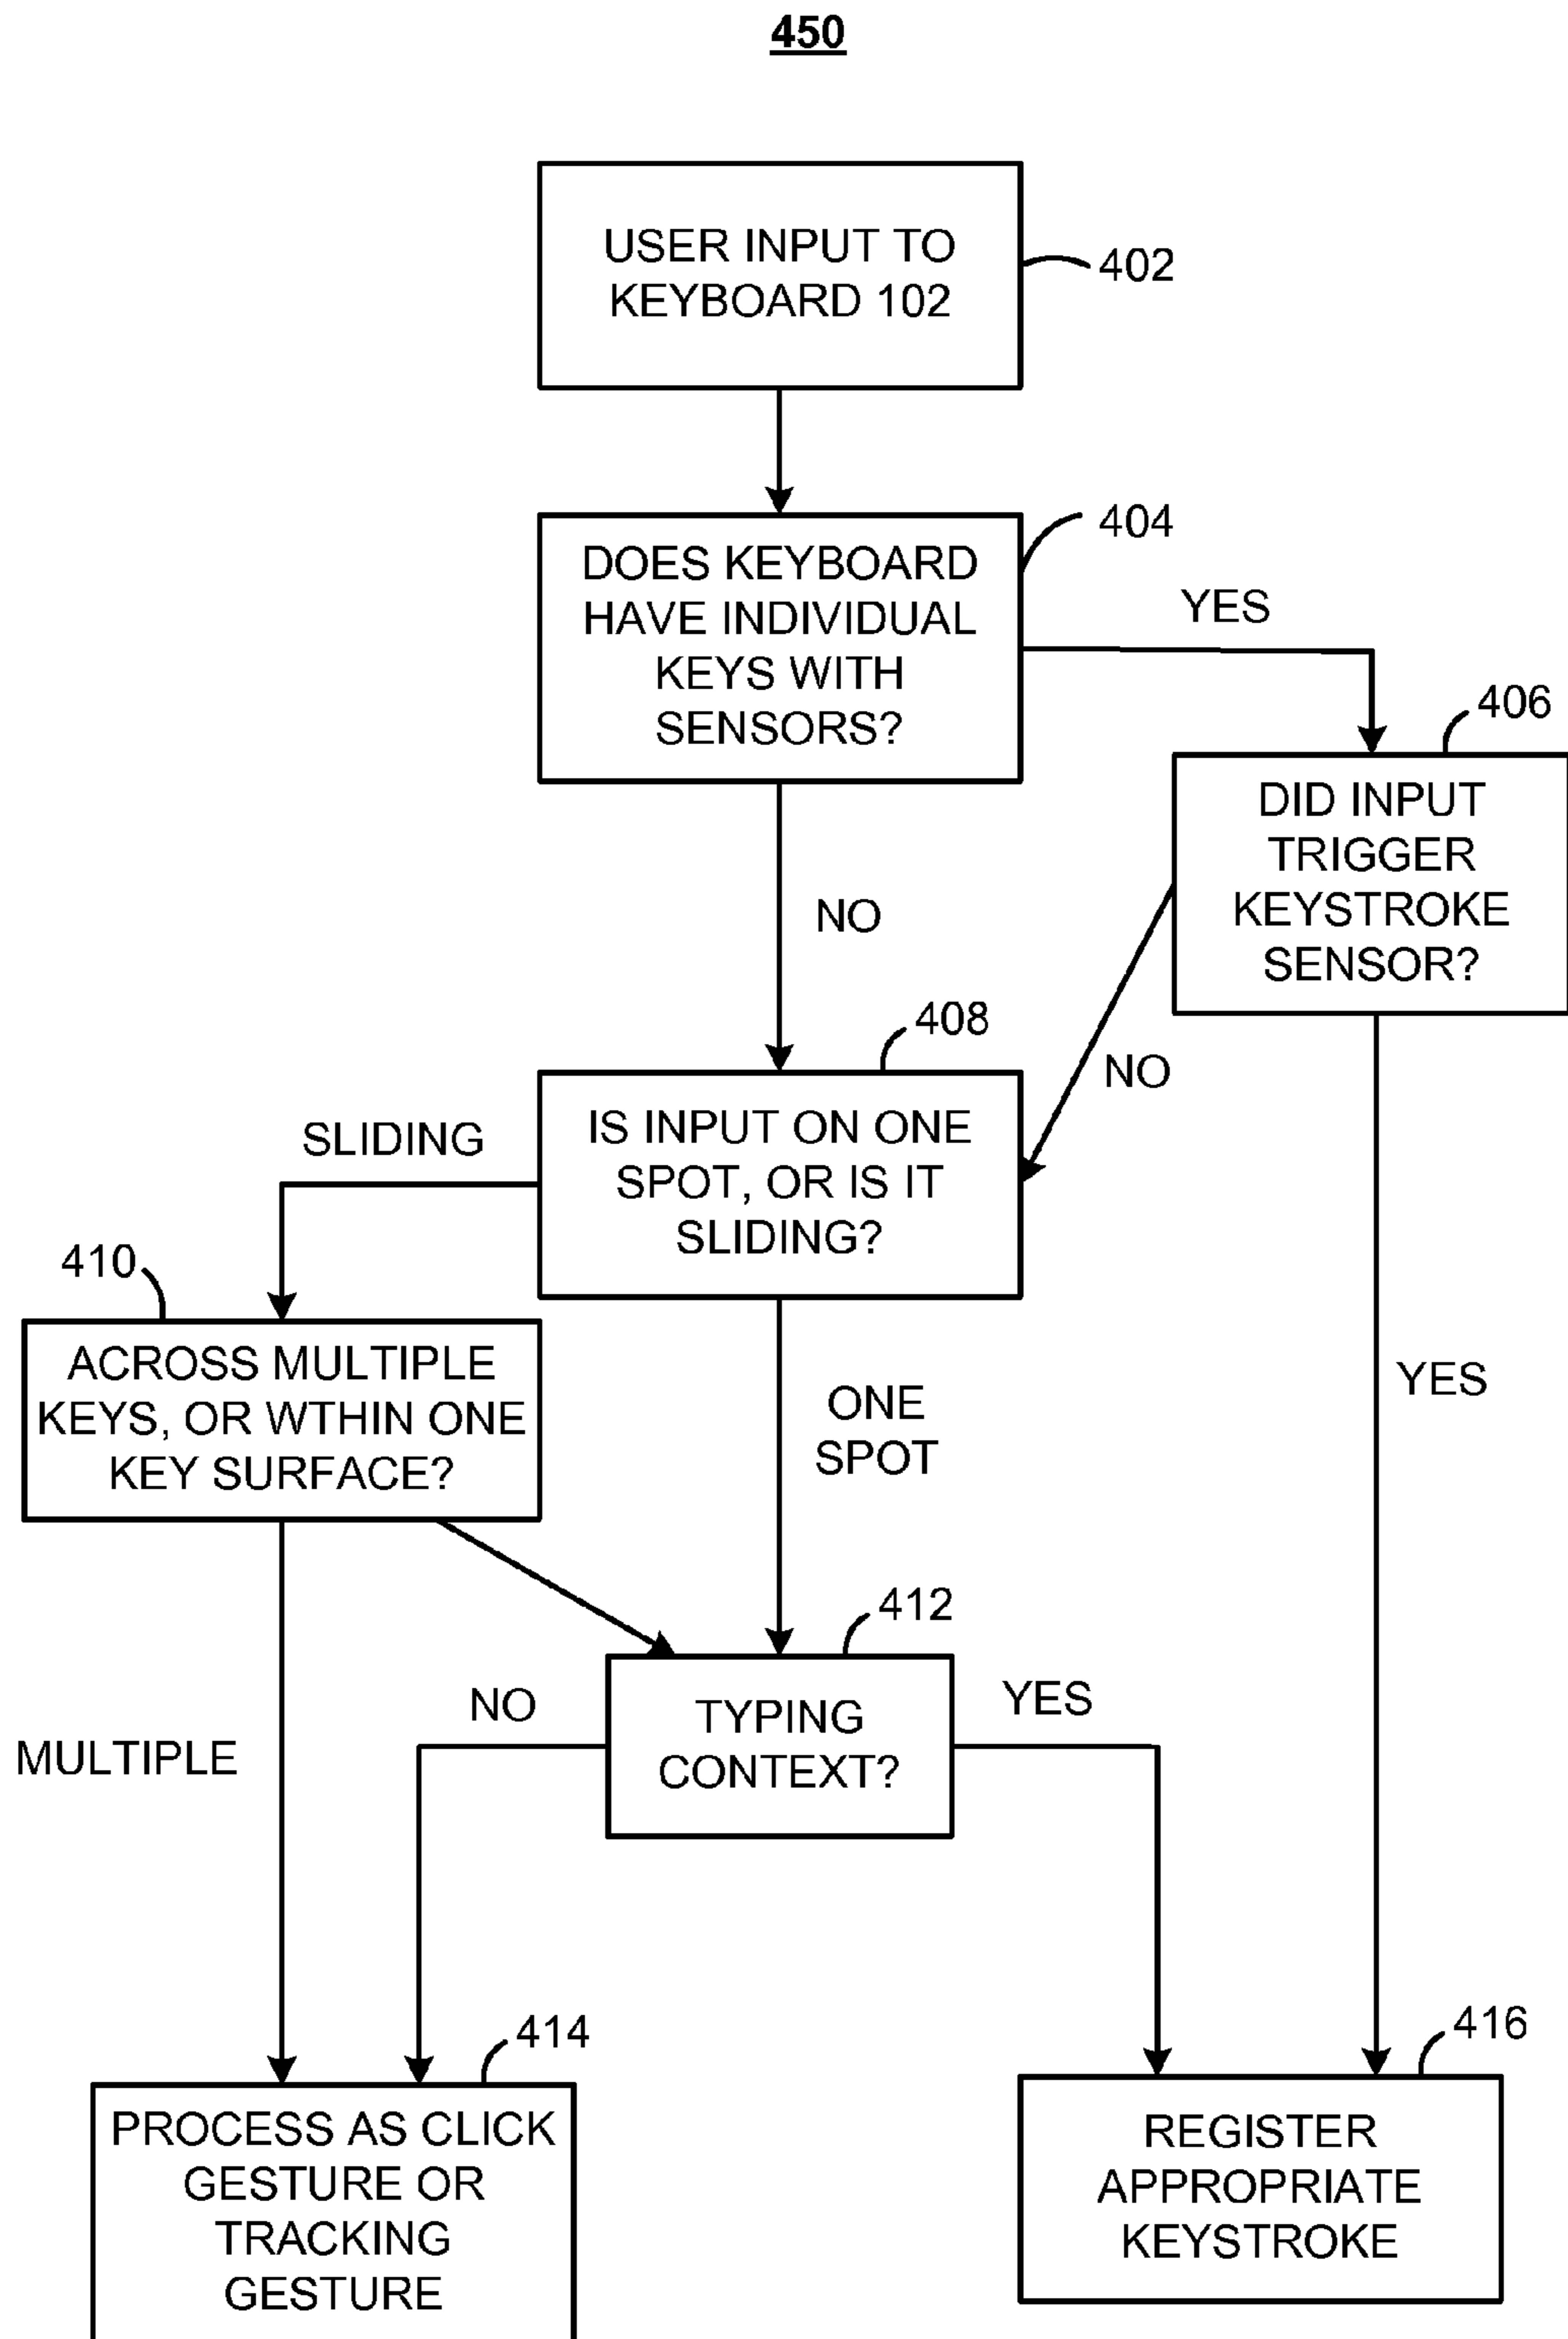 450
USER INPUT TO
KEYBOARD 102
402
DOES KEYBOARD
HAVE INDIVIDUAL
KEYS WITH
SENSORS?
404
YES
406
DID INPUT
TRIGGER
KEYSTROKE
SENSOR?
NO
408
NO
IS INPUT ON ONE
SPOT, OR IS IT
SLIDING?
SLIDING
410
ACROSS MULTIPLE
KEYS, OR WTHIN ONE
KEY SURFACE?
ONE
SPOT
YES
412
TYPING
CONTEXT?
NO
YES
MULTIPLE
414
PROCESS AS CLICK
GESTURE OR
TRACKING
GESTURE
416
REGISTER
APPROPRIATE
KEYSTROKE